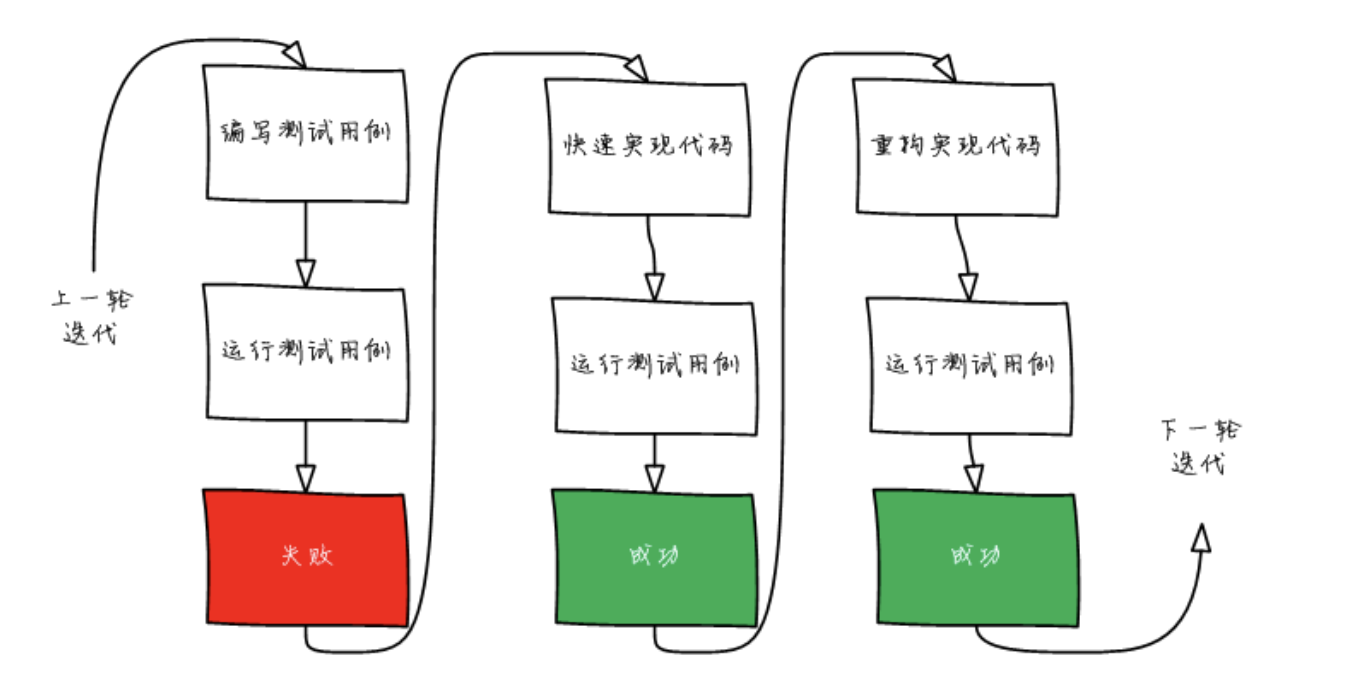 上一轮
迭代
编写测试用例
运行测试用例
失败
快速实现代码
运行测试用例
成功
重构实现代码
运行测试用例
成功
下一轮
迭代